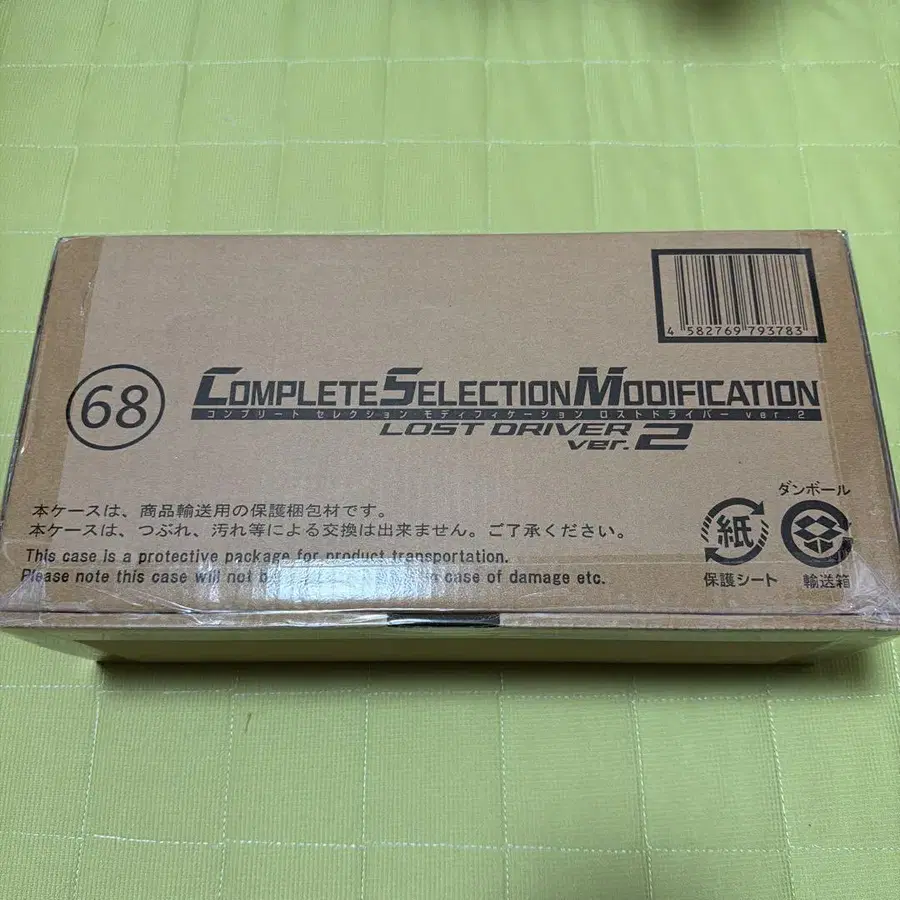 4 582769 793783
68
COMPLETE SELECTION MODIFICATION
コンプリート セレクション モディフィケーション ロストドライバー ver.2
LOST DRIVER
ver.2
ダンボール
本ケースは、商品輸送用の保護梱包材です。
本ケースは、つぶれ、汚れ等による交換は出来ません。ご了承ください。
紙
保護シート
輸送箱
This case is a protective package for product transportation.
Please note this case will not case of damage etc.